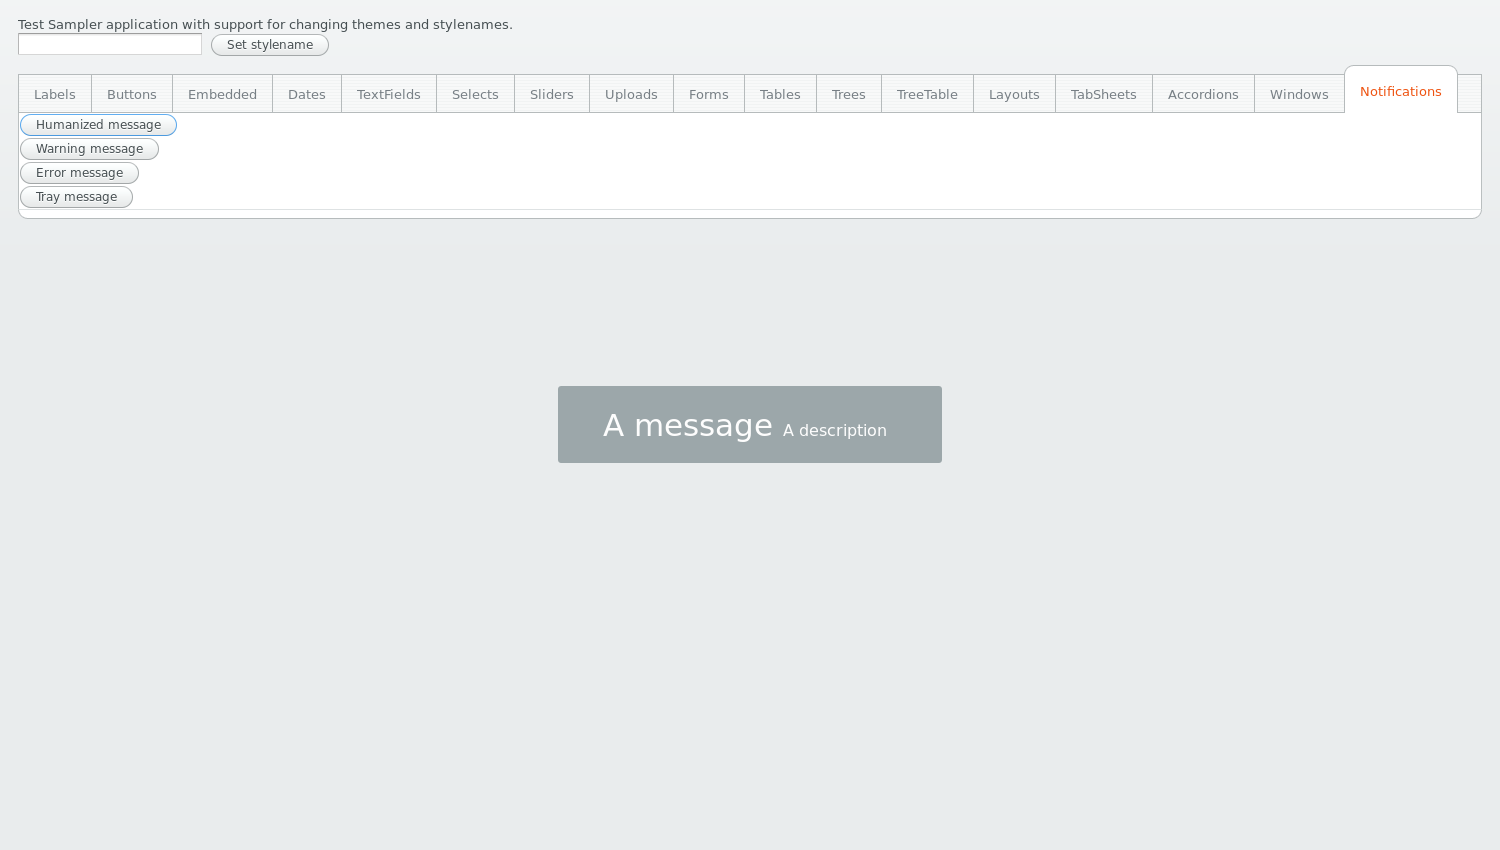 Test Sampler application with support for changing themes and stylenames.
Set stylename
Labels Buttons Embedded Dates TextFields Selects Sliders Uploads Forms Tables Trees TreeTable Layouts TabSheets Accordions Windows Notifications
Humanized message
Warning message
Error message
Tray message
A message A description